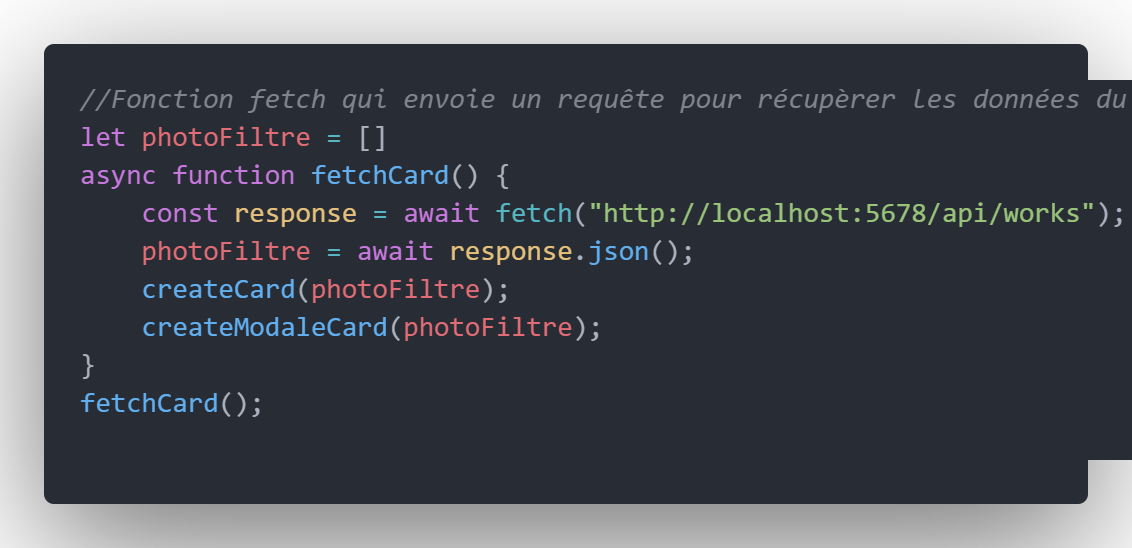 //Fonction fetch qui envoie un requête pour récupèrer les données du
let photoFiltre = []
async function fetchCard() {
    const response = await fetch("http://localhost:5678/api/works");
    photoFiltre = await response.json();
    createCard(photoFiltre);
    createModaleCard(photoFiltre);
}
fetchCard();